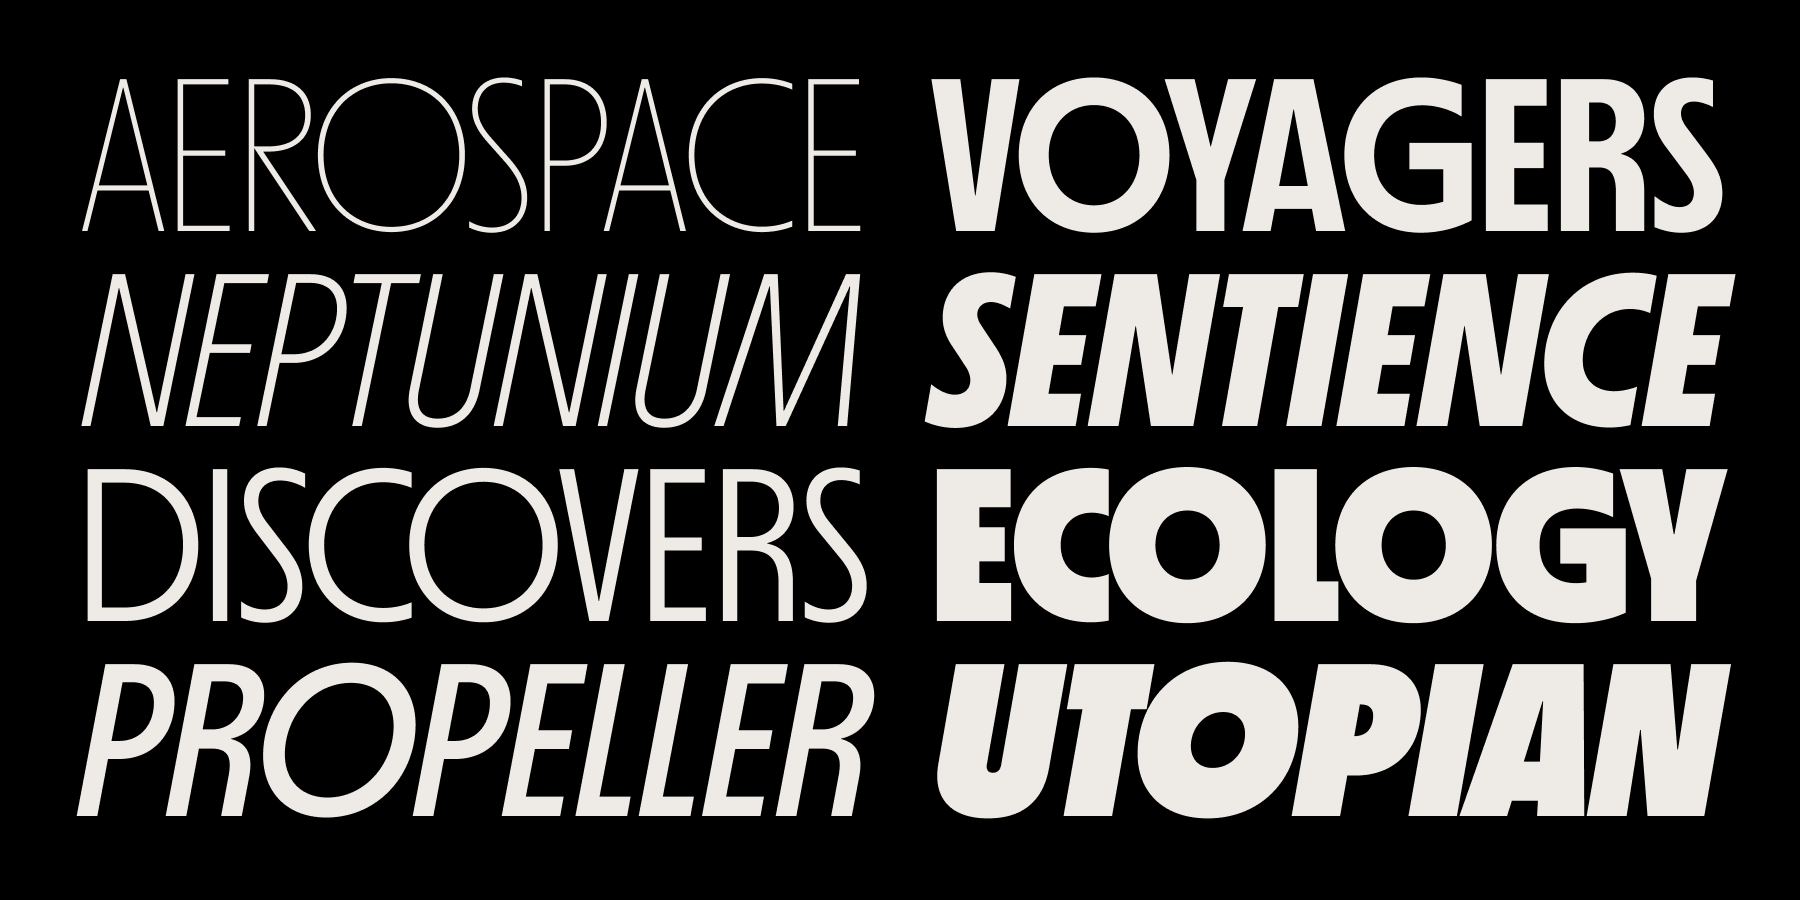 AEROSPACE
NEPTUNIUM
DISCOVERS
PROPELLER
VOYAGERS
SENTIENCE
ECOLOGY
UTOPIAN